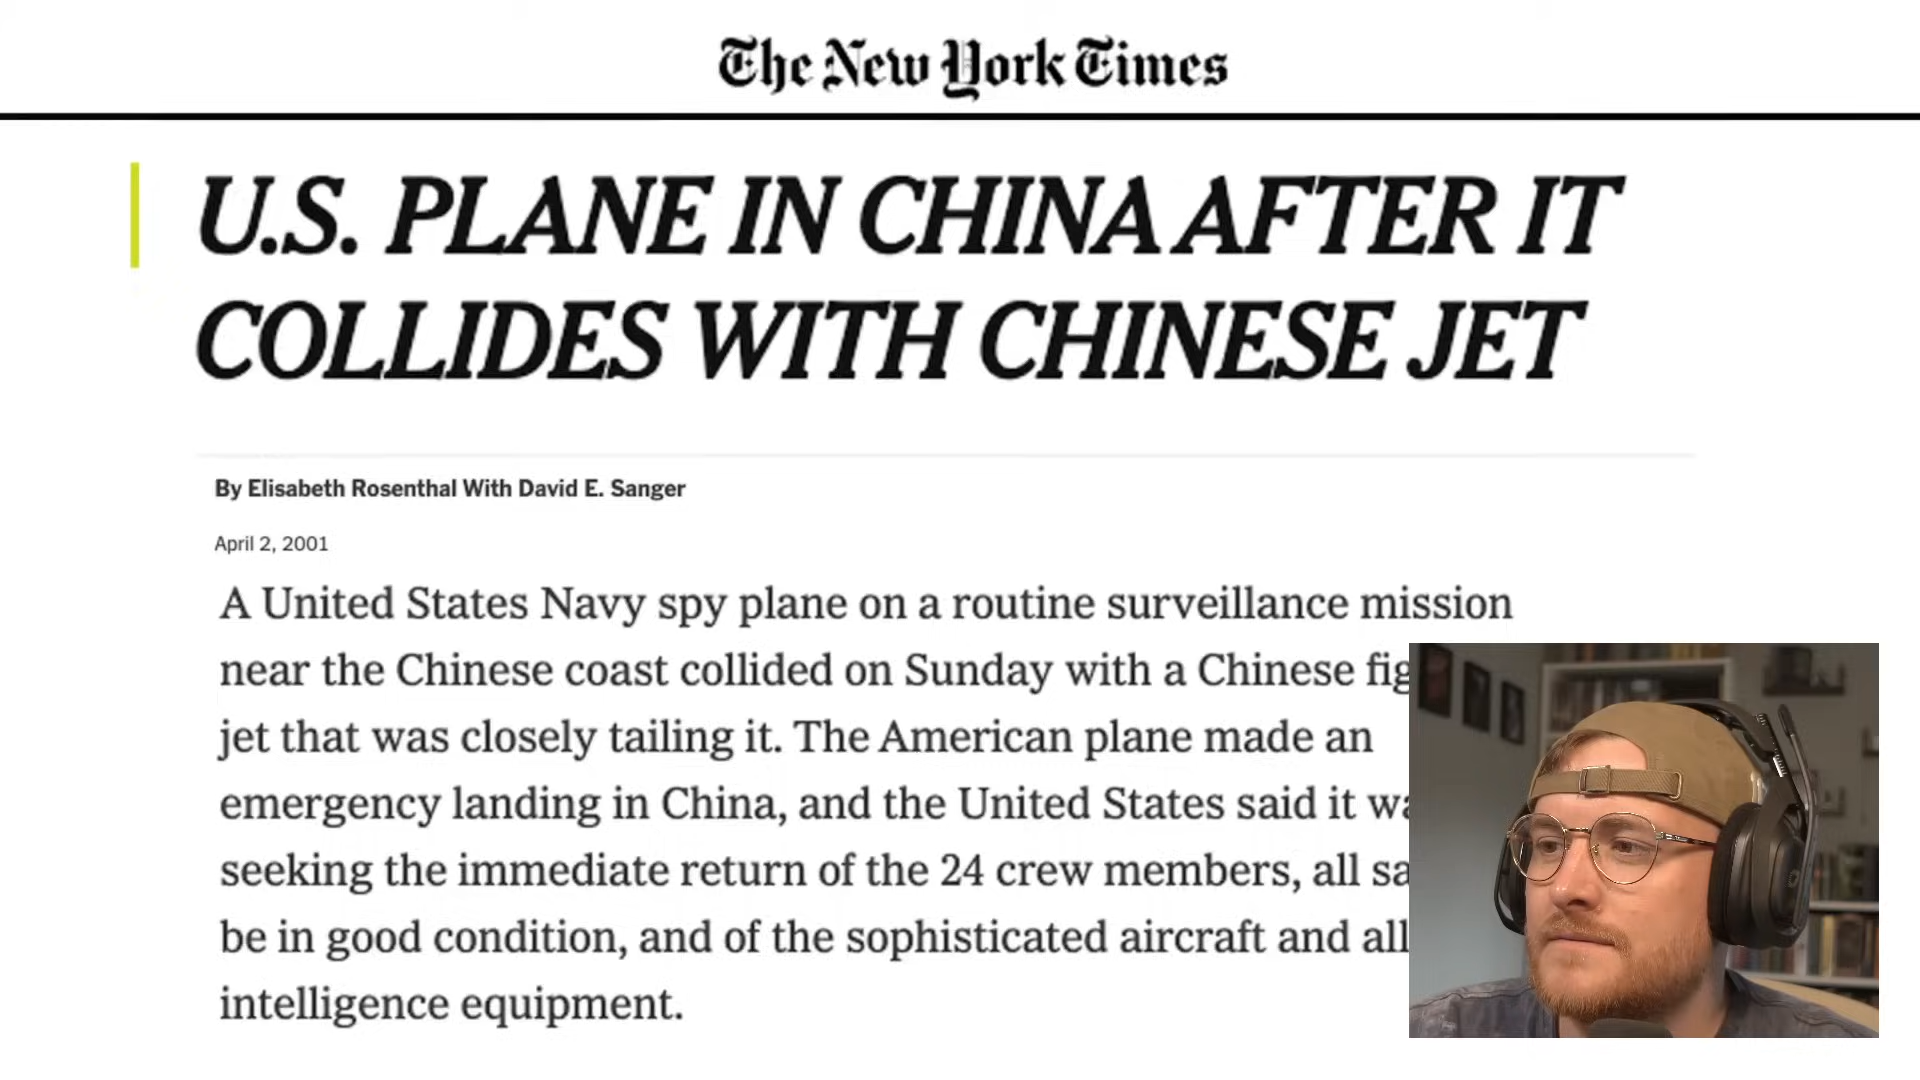 The New York Times
U.S. PLANE IN CHINA AFTER IT
COLLIDES WITH CHINESE JET
By Elisabeth Rosenthal With David E. Sanger
April 2, 2001
A United States Navy spy plane on a routine surveillance mission
near the Chinese coast collided on Sunday with a Chinese fig
jet that was closely tailing it. The American plane made an
emergency landing in China, and the United States said it wa
seeking the immediate return of the 24 crew members, all sa
be in good condition, and of the sophisticated aircraft and all
intelligence equipment.